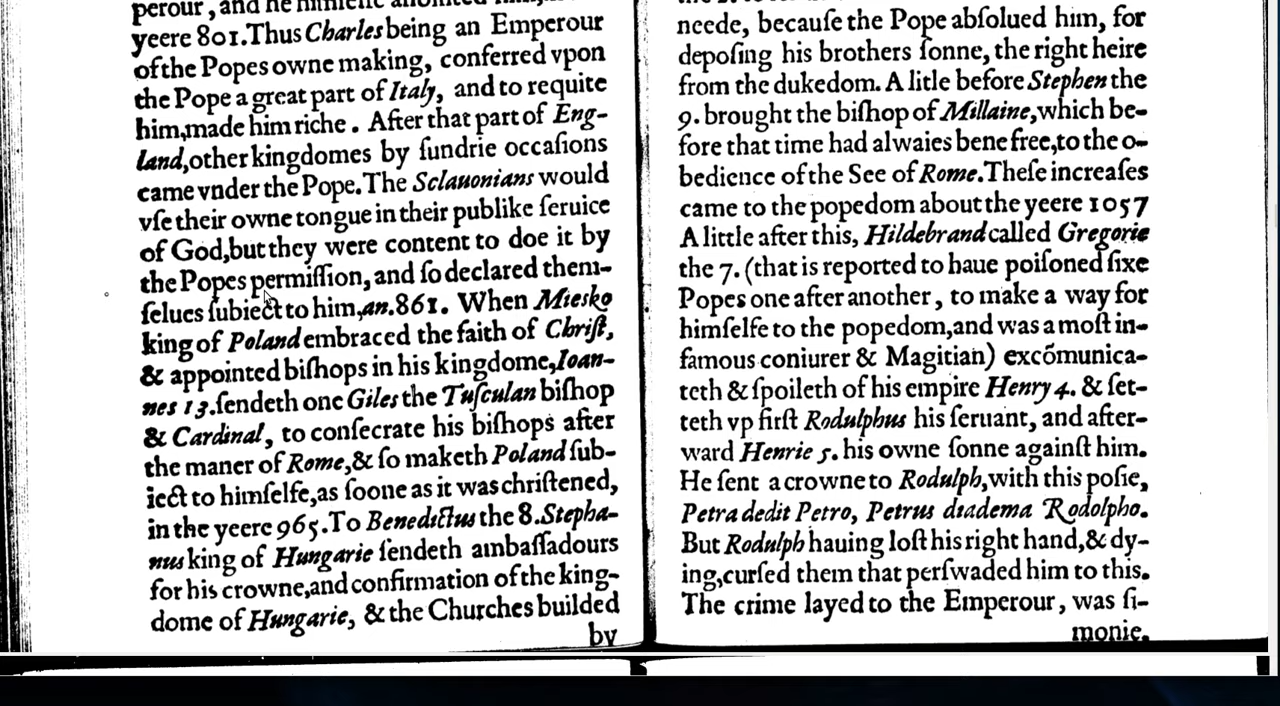 perour, and he himselfe anointed him,
yeere 801.Thus Charles being an Emperour
of the Popes owne making, conferred vpon
the Pope a great part of Italy, and to requite
him,made him riche . After that part of Eng-
land,other kingdomes by ſundrie occaſions
came vnder the Pope.The Sclauonians would
vſe their owne tongue in their publike ſeruice
of God,but they were content to doe it by
the Popes permiſſion, and ſo declared them-
ſelues ſubiect to him,an.861. When Miesko
king of Poland embraced the faith of Chriſt,
& appointed biſhops in his kingdome,Ioan-
nes 13.ſendeth one Giles the Tuſculan biſhop
& Cardinal, to conſecrate his biſhops after
the maner of Rome,& ſo maketh Poland ſub-
iect to himſelfe,as ſoone as it was chriſtened,
in the yeere 965.To Benedictus the 8.Stepha-
nus king of Hungarie ſendeth ambaſſadours
for his crowne,and confirmation of the king-
dome of Hungarie, & the Churches builded
by
neede, becauſe the Pope abſolued him, for
depoſing his brothers ſonne, the right heire
from the dukedom. A litle before Stephen the
9. brought the biſhop of Millaine,which be-
fore that time had alwaies bene free,to the o-
bedience of the See of Rome.Theſe increaſes
came to the popedom about the yeere 1057
A little after this, Hildebrand called Gregorie
the 7. (that is reported to haue poiſoned ſixe
Popes one after another, to make a way for
himſelfe to the popedom,and was a moſt in-
famous coniurer & Magitian) excōmunica-
teth & ſpoileth of his empire Henry 4. & ſet-
teth vp firſt Rodulphus his ſeruant, and after-
ward Henrie 5. his owne ſonne againſt him.
He ſent a crowne to Rodulph,with this poſie,
Petra dedit Petro, Petrus diadema Rodolpho.
But Rodulph hauing loſt his right hand,& dy-
ing,curſed them that perſwaded him to this.
The crime layed to the Emperour, was ſi-
monie.